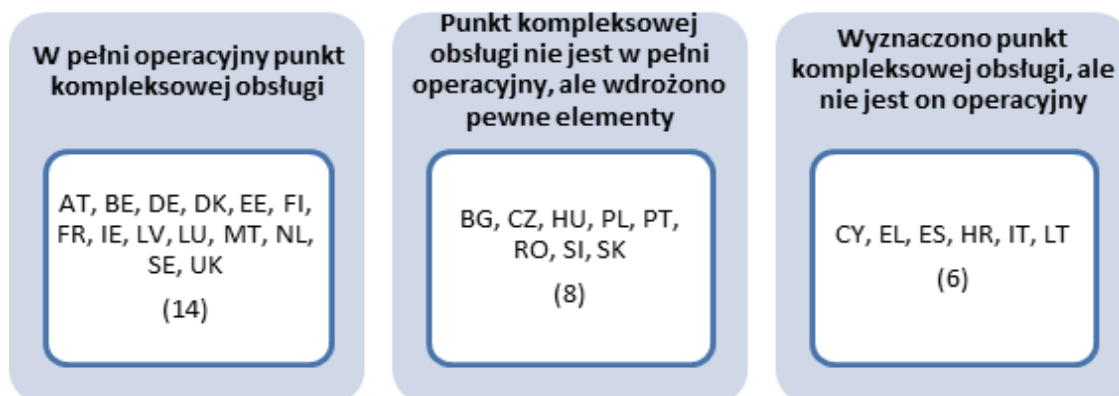 W pełni operacyjny punkt
kompleksowej obsługi
AT, BE, DE, DK, EE, FI,
FR, IE, LV, LU, MT, NL,
SE, UK
(14)
Punkt kompleksowej
obsługi nie jest w pełni
operacyjny, ale wdrożono
pewne elementy
BG, CZ, HU, PL, PT,
RO, SI, SK
(8)
Wyznaczono punkt
kompleksowej obsługi, ale
nie jest on operacyjny
CY, EL, ES, HR, IT, LT
(6)